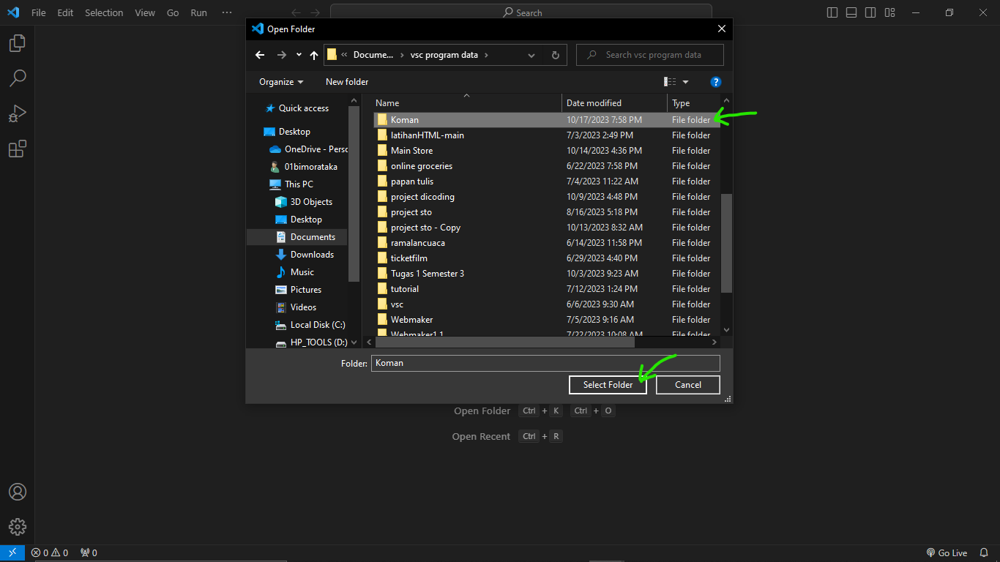 File Edit Selection View Go Run ···
Search
Open Folder
« Docume... › vsc program data ›
Search vsc program data
Organize New folder
?
Name Date modified Type
Koman 10/17/2023 7:58 PM File folder
latihanHTML-main 7/3/2023 2:49 PM File folder
Main Store 10/14/2023 4:36 PM File folder
online groceries 6/22/2023 7:58 PM File folder
papan tulis 7/4/2023 11:22 AM File folder
project dicoding 10/9/2023 4:48 PM File folder
project sto 8/16/2023 5:18 PM File folder
project sto - Copy 10/13/2023 8:32 AM File folder
ramalancuaca 6/14/2023 11:58 PM File folder
ticketfilm 6/29/2023 4:40 PM File folder
Tugas 1 Semester 3 10/3/2023 9:23 AM File folder
tutorial 7/12/2023 1:24 PM File folder
vsc 6/6/2023 9:30 AM File folder
Webmaker 7/5/2023 9:16 AM File folder
Webmaker1.1 7/22/2023 10:08 AM File folder
Quick access
Desktop
OneDrive - Perso
01bimorataka
This PC
3D Objects
Desktop
Documents
Downloads
Music
Pictures
Videos
Local Disk (C:)
HP_TOOLS (D:)
Folder: Koman
Select Folder Cancel
Open Folder Ctrl + K Ctrl + O
Open Recent Ctrl + R
0 0 0
Go Live